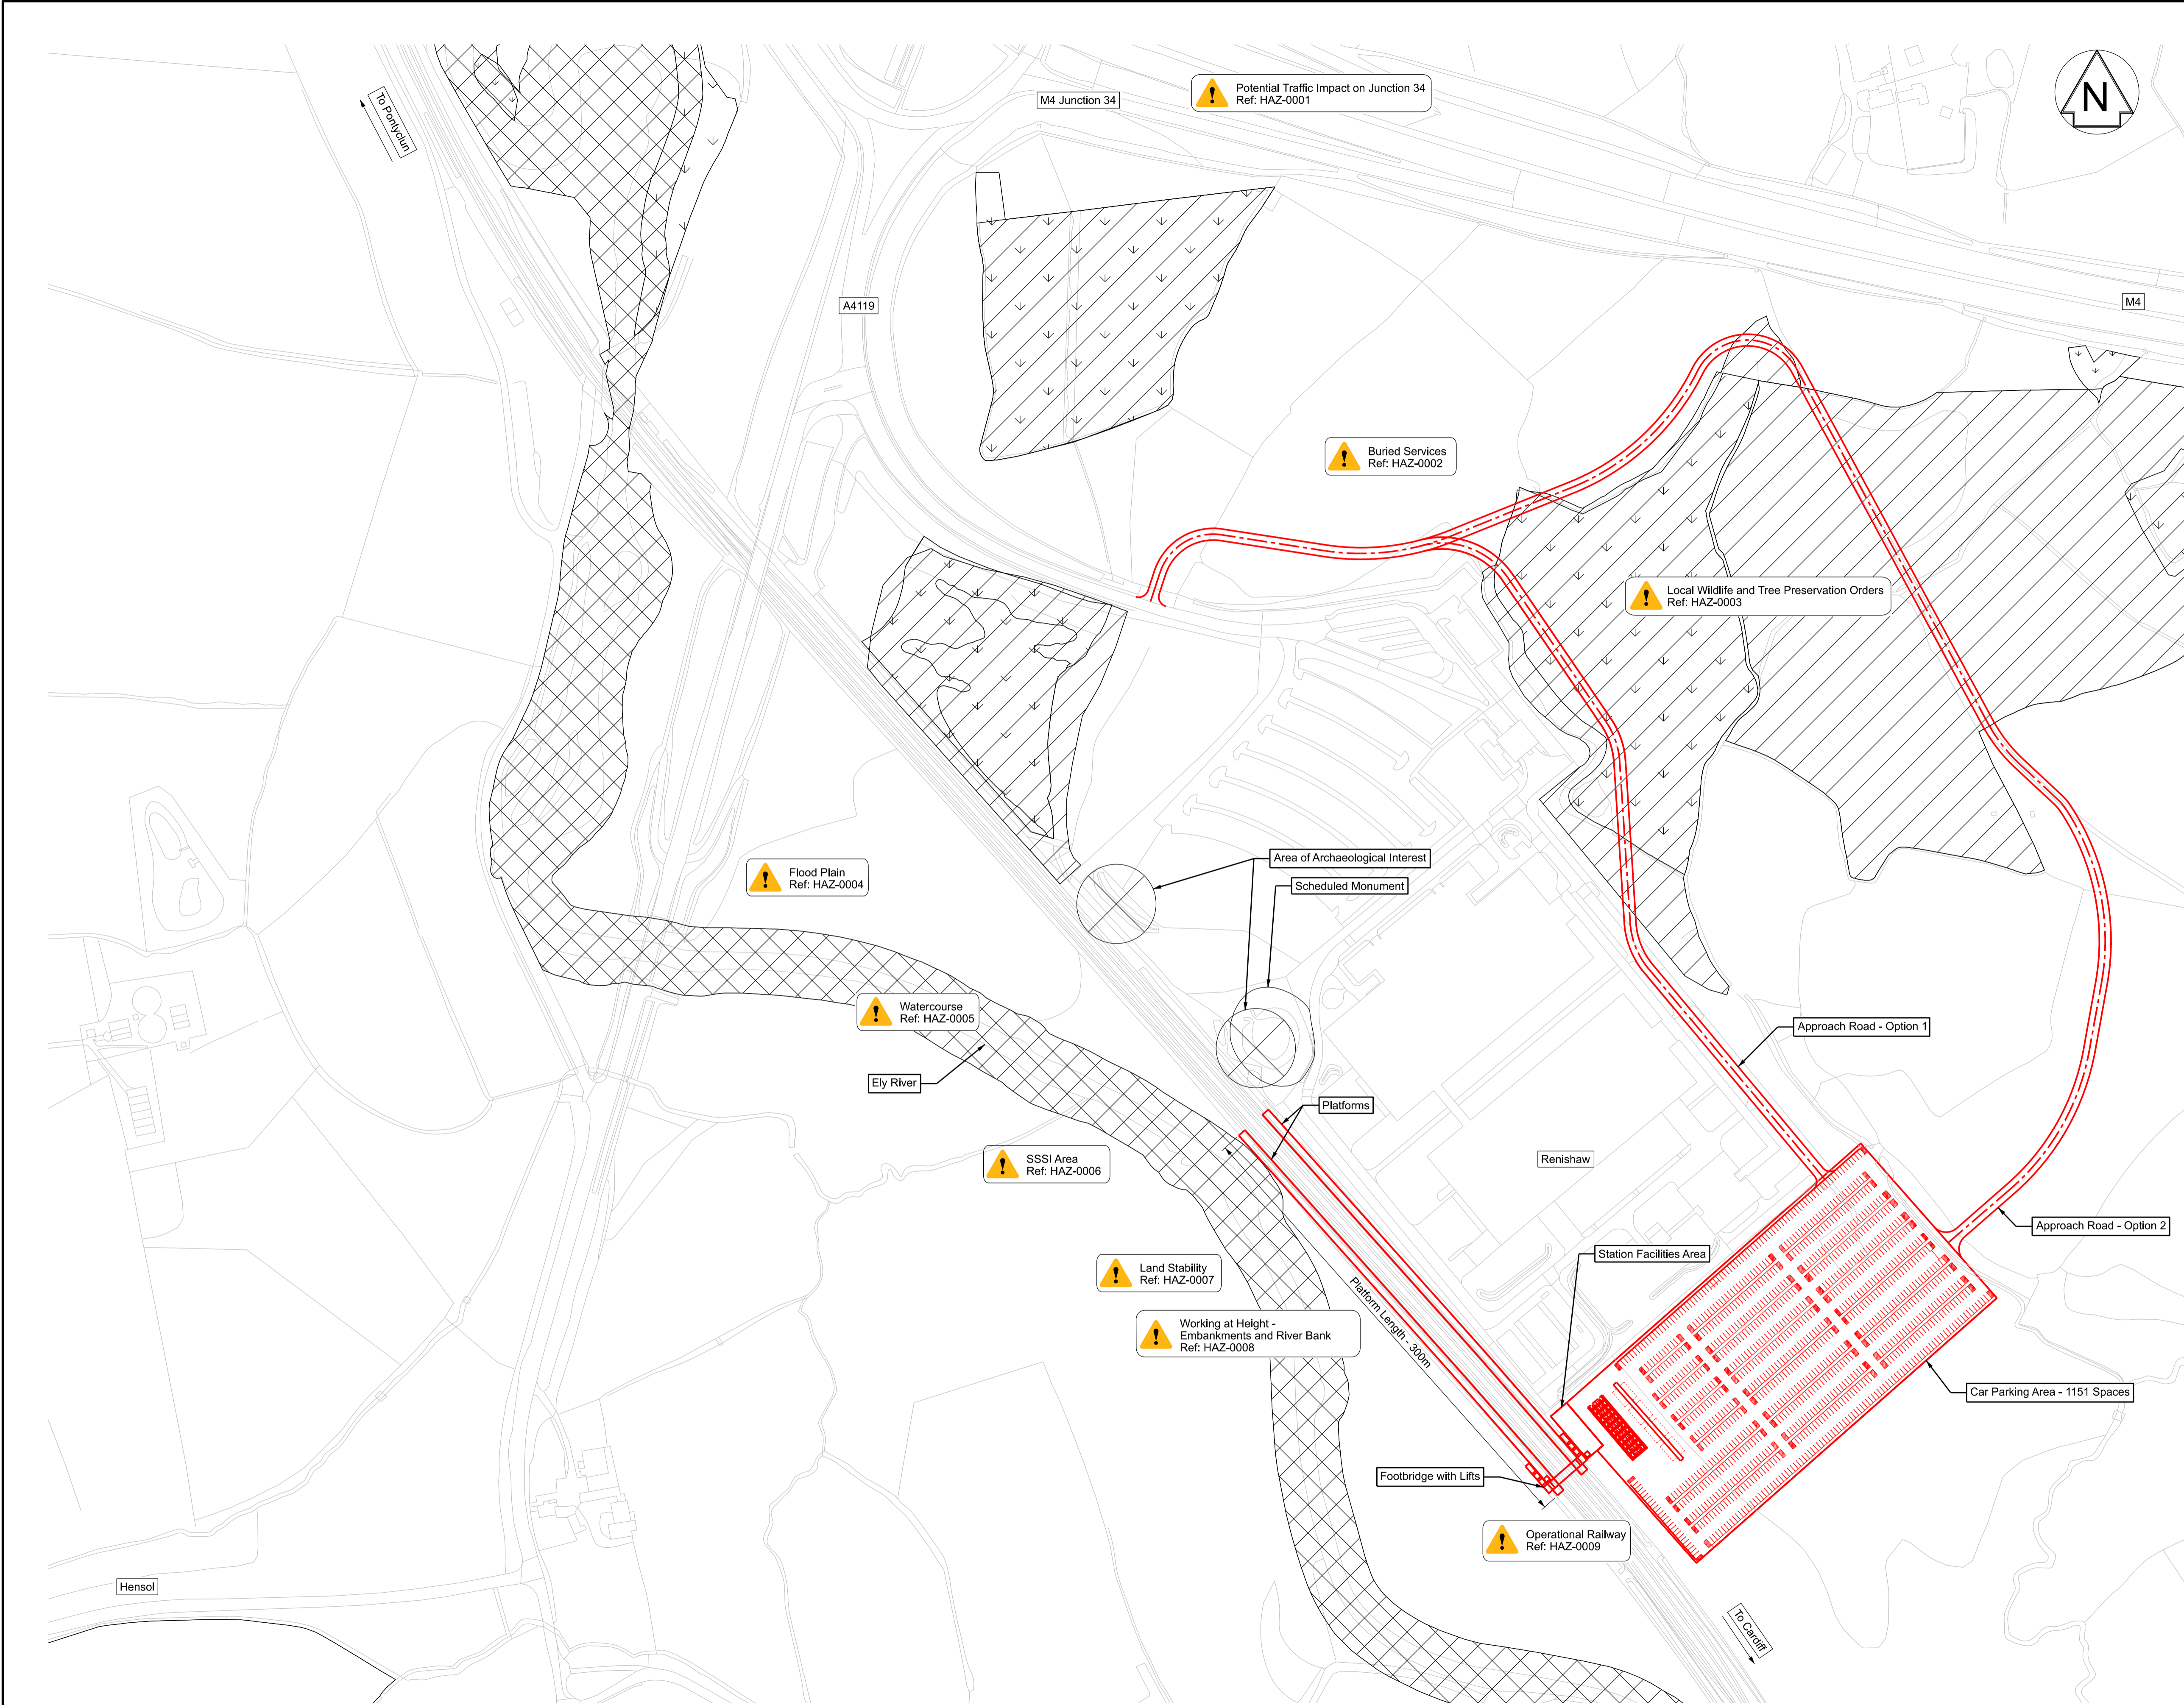 Potential Traffic Impact on Junction 34
Ref: HAZ-0001
M4 Junction 34
N
To Pontyclun
A4119
M4
Buried Services
Ref: HAZ-0002
Local Wildlife and Tree Preservation Orders
Ref: HAZ-0003
Area of Archaeological Interest
Scheduled Monument
Flood Plain
Ref: HAZ-0004
Watercourse
Ref: HAZ-0005
Approach Road - Option 1
Ely River
Platforms
SSSI Area
Ref: HAZ-0006
Renishaw
Approach Road - Option 2
Station Facilities Area
Land Stability
Ref: HAZ-0007
Working at Height -
Embankments and River Bank
Ref: HAZ-0008
Platform Length - 300m
Car Parking Area - 1151 Spaces
Footbridge with Lifts
Operational Railway
Ref: HAZ-0009
Hensol
To Cardiff